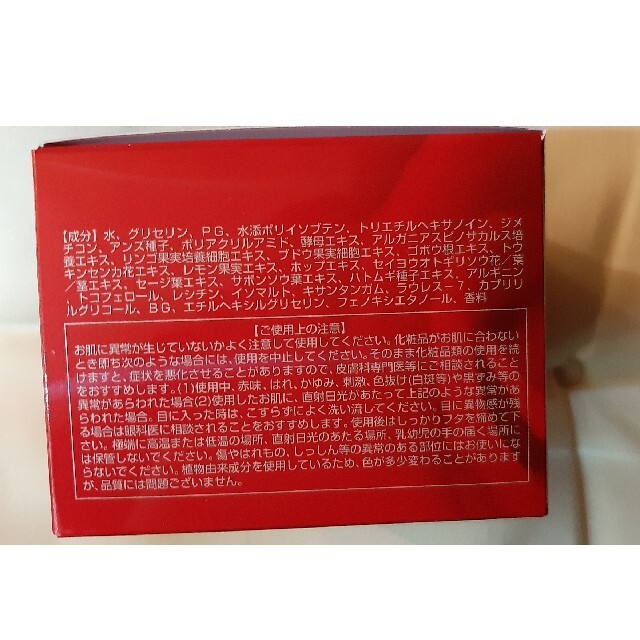 【成分】水、グリセリン、PG、水添ポリイソブテン、トリエチルヘキサノイン、ジメ
チコン、アンズ種子、ポリアクリルアミド、酵母エキス、アルガニアスピノサカルス培
養エキス、リンゴ果実培養細胞エキス、ブドウ果実細胞エキス、ゴボウ根エキス、トウ
キンセンカ花エキス、レモン果実エキス、ホップエキス、セイヨウオトギリソウ花／葉
／茎エキス、セージ葉エキス、サボンソウ葉エキス、ハトムギ種子エキス、アルギニン
、トコフェロール、レシチン、イソマルト、キサンタンガム、ラウレス－7、カプリリ
ルグリコール、BG、エチルヘキシルグリセリン、フェノキシエタノール、香料
【ご使用上の注意】
お肌に異常が生じていないかよく注意して使用してください。化粧品がお肌に合わない
とき即ち次のような場合には、使用を中止してください。そのまま化粧品類の使用を続
けますと、症状を悪化させることがありますので、皮膚科専門医等にご相談されること
をおすすめします。(1)使用中、赤味、はれ、かゆみ、刺激、色抜け(白斑等)や黒ずみ等の
異常があらわれた場合(2)使用したお肌に、直射日光があたって上記のような異常があ
らわれた場合。目に入った時は、こすらずによく洗い流してください。目に異物感が残
る場合は眼科医に相談されることをおすすめします。使用後はしっかりフタを締めて下
さい。極端に高温または低温の場所、直射日光のあたる場所、乳幼児の手の届く場所に
は保管しないでください。傷やはれもの、しっしん等の異常のある部位にはお使いにな
らないでください。植物由来成分を使用しているため、色が多少変わることがあります
が、品質には問題ございません。